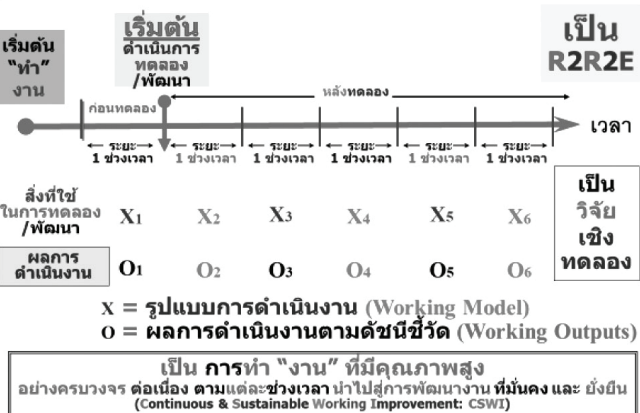 เริ่มต้น
"ทำ"
งาน
เริ่มต้น
ดำเนินการ
ทดลอง
/พัฒนา
เป็น
R2R2E
ก่อนทดลอง
หลังทดลอง
เวลา
ระยะ
1 ช่วงเวลา
ระยะ
1 ช่วงเวลา
ระยะ
1 ช่วงเวลา
ระยะ
1 ช่วงเวลา
ระยะ
1 ช่วงเวลา
ระยะ
1 ช่วงเวลา
สิ่งที่ใช้
ในการทดลอง
/พัฒนา
X1 X2 X3 X4 X5 X6
เป็น
วิจัย
เชิง
ทดลอง
ผลการ
ดำเนินงาน
O1 O2 O3 O4 O5 O6
X = รูปแบบการดำเนินงาน (Working Model)
O = ผลการดำเนินงานตามดัชนีชี้วัด (Working Outputs)
เป็น การทำ "งาน" ที่มีคุณภาพสูง
อย่างครบวงจร ต่อเนื่อง ตามแต่ละช่วงเวลา นำไปสู่การพัฒนางาน ที่มั่นคง และ ยั่งยืน
(Continuous & Sustainable Working Improvement: CSWI)